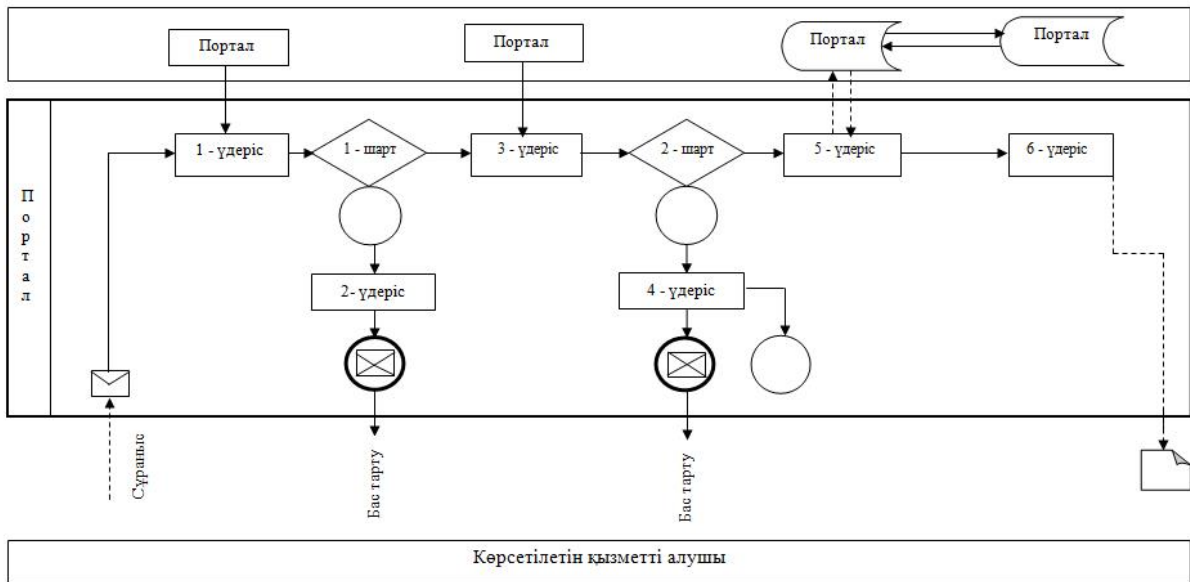 Портал
Портал
Портал
Портал
1 - үдеріс
1 - шарт
3 - үдеріс
2 - шарт
5 - үдеріс
6 - үдеріс
Портал
2- үдеріс
4 - үдеріс
Сұраныс
Бас тарту
Бас тарту
Көрсетілетін қызметті алушы